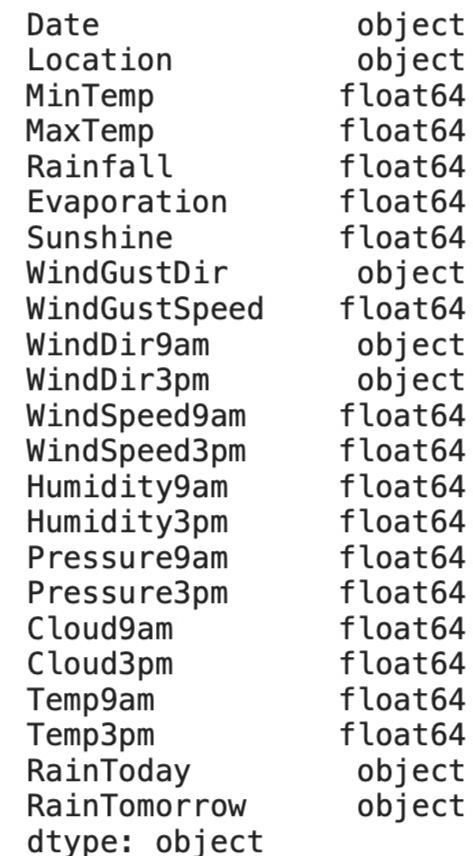 Date object
Location object
MinTemp float64
MaxTemp float64
Rainfall float64
Evaporation float64
Sunshine float64
WindGustDir object
WindGustSpeed float64
WindDir9am object
WindDir3pm object
WindSpeed9am float64
WindSpeed3pm float64
Humidity9am float64
Humidity3pm float64
Pressure9am float64
Pressure3pm float64
Cloud9am float64
Cloud3pm float64
Temp9am float64
Temp3pm float64
RainToday object
RainTomorrow object
dtype: object